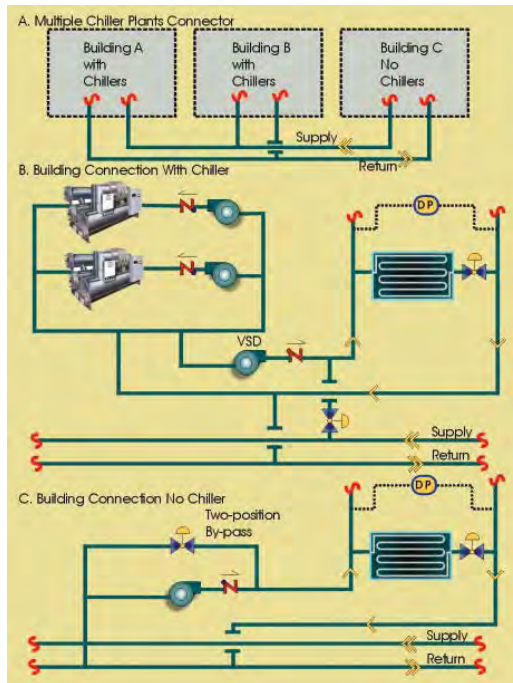 A. Multiple Chiller Plants Connector
Building A
with
Chillers
Building B
with
Chillers
Building C
No
Chillers
Supply
Return
B. Building Connection With Chiller
DP
VSD
Supply
Return
C. Building Connection No Chiller
DP
Two-position
By-pass
Supply
Return